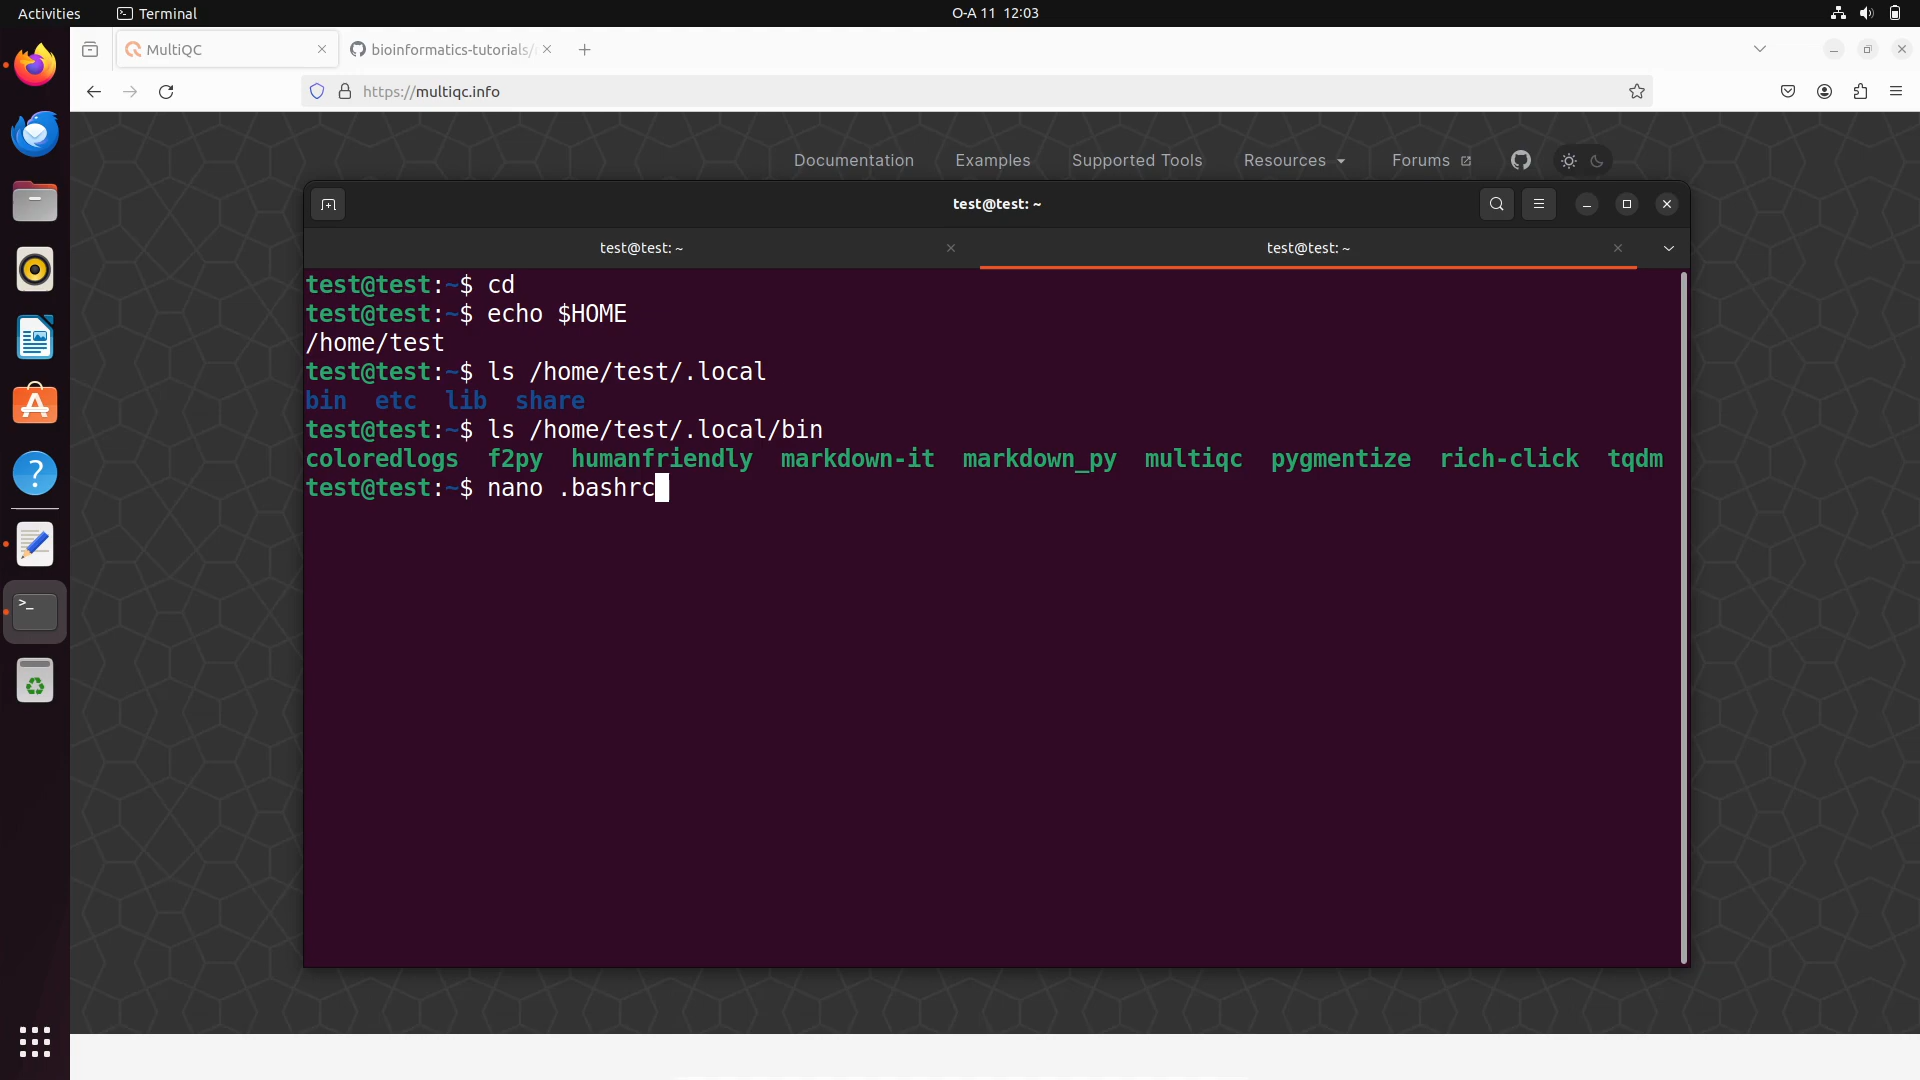 Activities
Terminal
O-A 11 12:03
MultiQC
bioinformatics-tutorials/
https://multiqc.info
Documentation
Examples
Supported Tools
Resources
Forums
test@test: ~
test@test: ~
test@test: ~
test@test:~$ cd
test@test:~$ echo $HOME
/home/test
test@test:~$ ls /home/test/.local
bin etc lib share
test@test:~$ ls /home/test/.local/bin
coloredlogs f2py humanfriendly markdown-it markdown_py multiqc pygmentize rich-click tqdm
test@test:~$ nano .bashrc